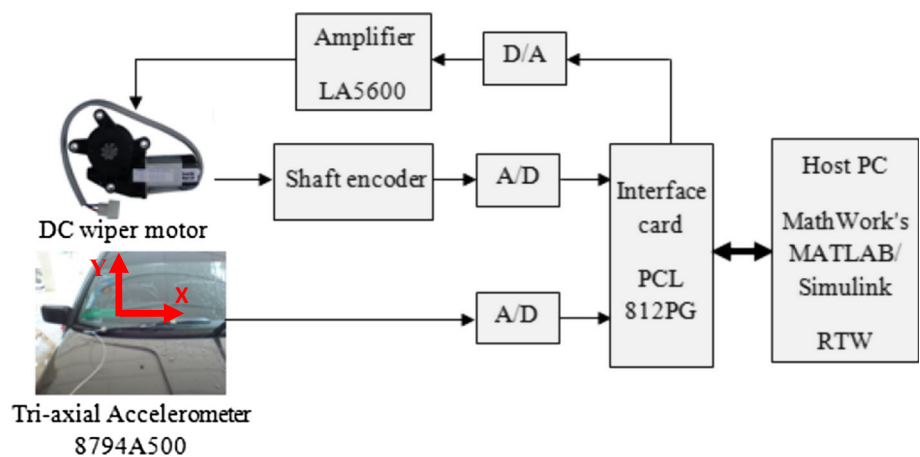 Amplifier
LA5600
D/A
Shaft encoder
A/D
Interface
card
PCL
812PG
Host PC
MathWork's
MATLAB/
Simulink
RTW
DC wiper motor
Y
X
A/D
Tri-axial Accelerometer
8794A500